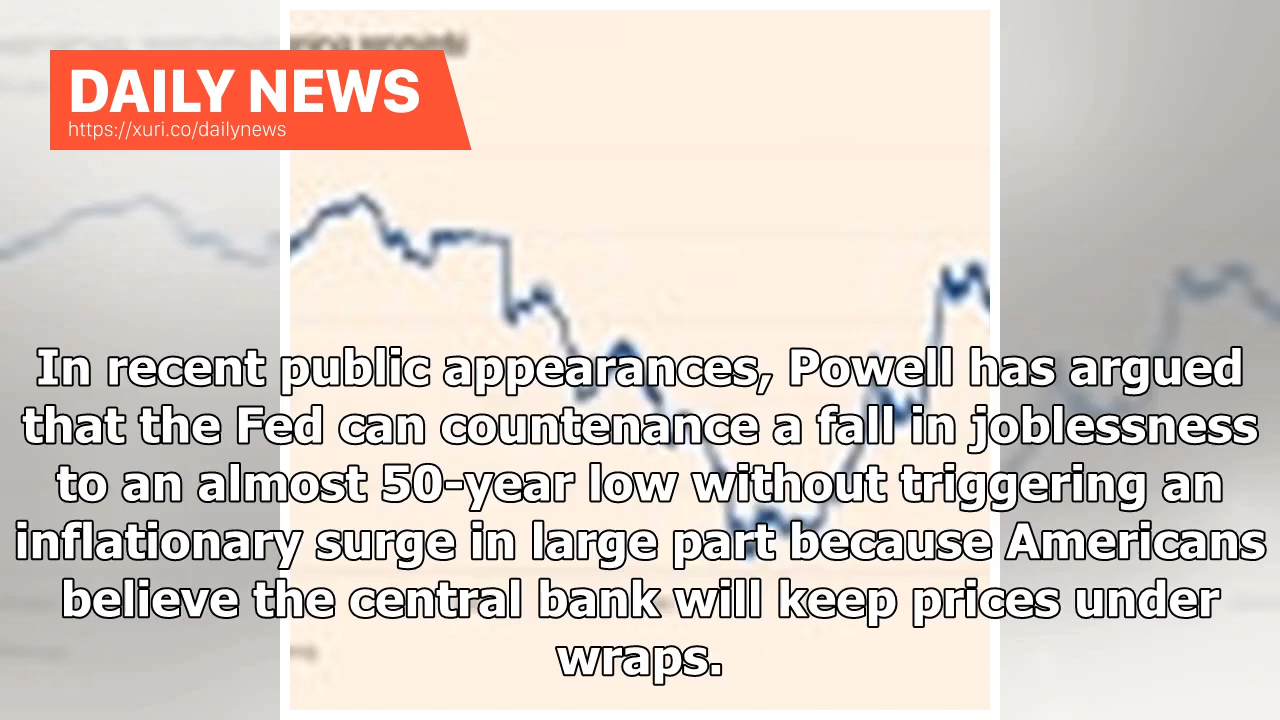 DAILY NEWS
https://xuri.co/dailynews
In recent public appearances, Powell has argued
that the Fed can countenance a fall in joblessness
to an almost 50-year low without triggering an
inflationary surge in large part because Americans
believe the central bank will keep prices under
wraps.